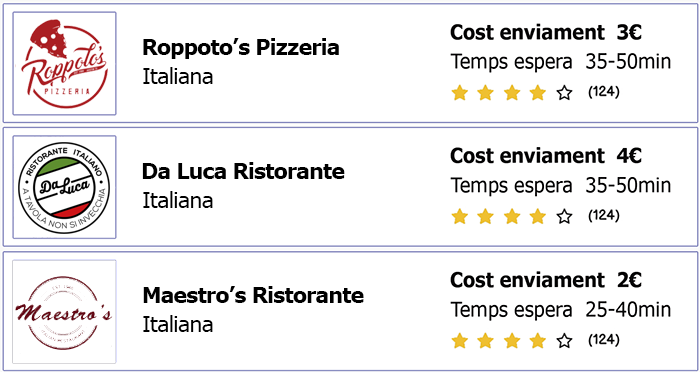 Roppolo's
PIZZERIA
Roppoto’s Pizzeria
Italiana
Cost enviament 3€
Temps espera 35-50min
(124)
RISTORANTE ITALIANO
Da Luca
A TAVOLA NON SI INVECCHIA
Da Luca Ristorante
Italiana
Cost enviament 4€
Temps espera 35-50min
(124)
Maestro's
Maestro’s Ristorante
Italiana
Cost enviament 2€
Temps espera 25-40min
(124)